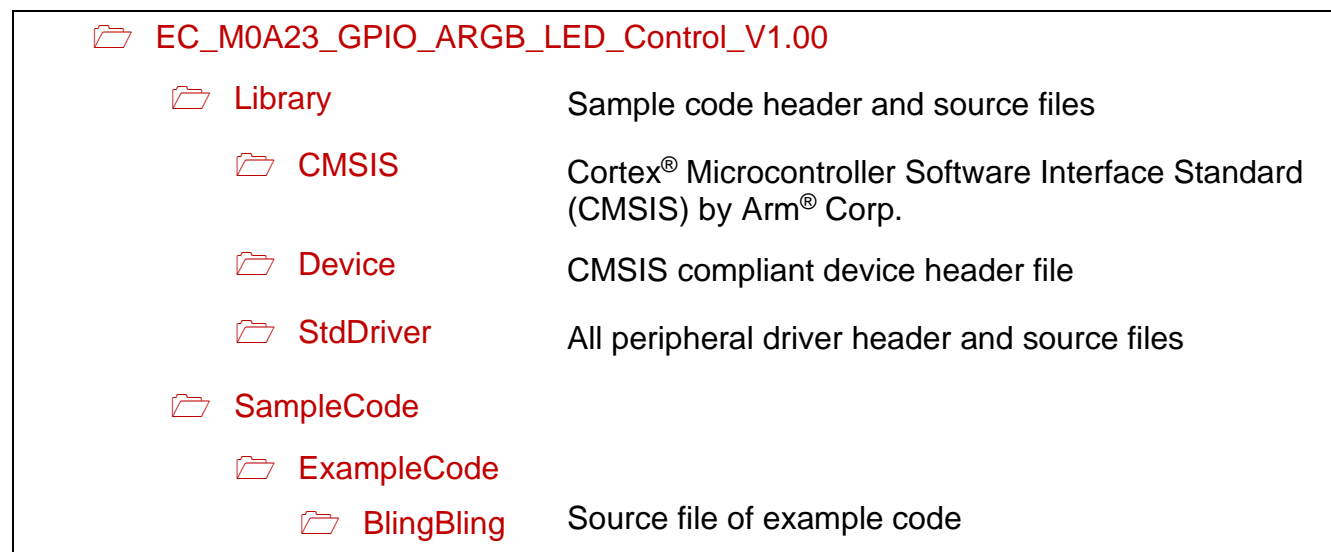 EC_M0A23_GPIO_ARGB_LED_Control_V1.00
Library Sample code header and source files
CMSIS Cortex® Microcontroller Software Interface Standard
(CMSIS) by Arm® Corp.
Device CMSIS compliant device header file
StdDriver All peripheral driver header and source files
SampleCode
ExampleCode
BlingBling Source file of example code